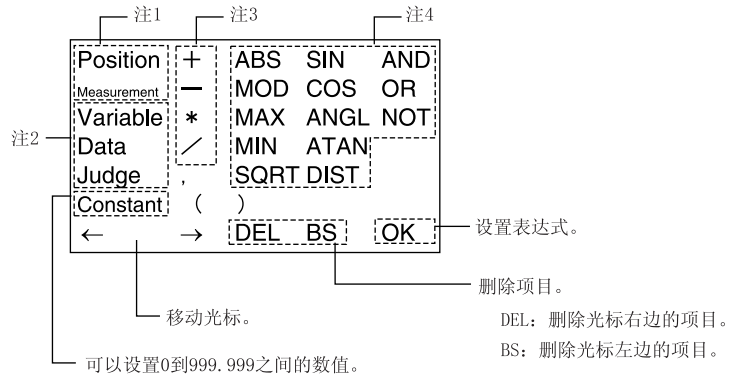 注1 注3 注4
Position + ABS SIN AND
Measurement − MOD COS OR
注2
Variable * MAX ANGL NOT
Data ／ MIN ATAN
Judge , SQRT DIST
Constant ( )
← → DEL BS OK
设置表达式。
删除项目。
移动光标。
DEL：删除光标右边的项目。
BS：删除光标左边的项目。
可以设置0到999.999之间的数值。